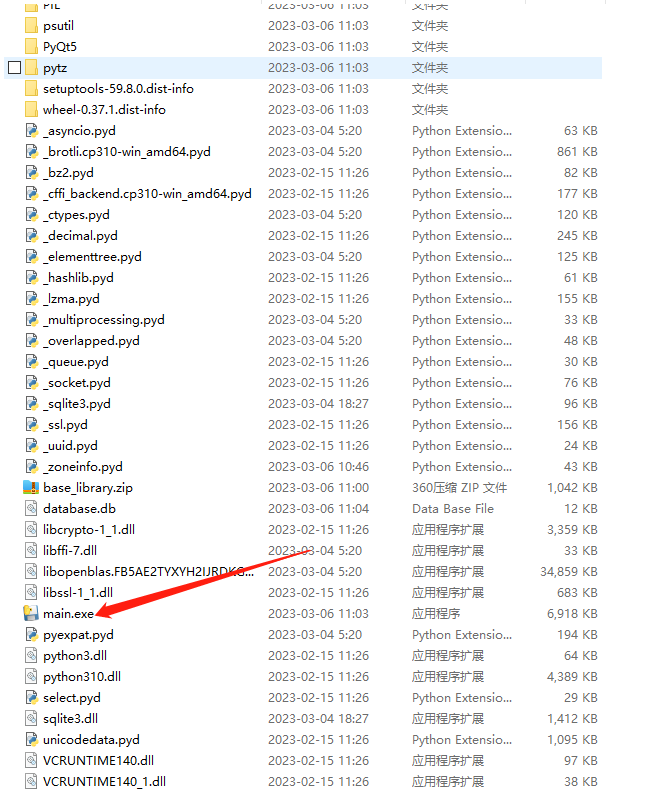 PIL 2023-03-06 11:03 文件夹
psutil 2023-03-06 11:03 文件夹
PyQt5 2023-03-06 11:03 文件夹
pytz 2023-03-06 11:03 文件夹
setuptools-59.8.0.dist-info 2023-03-06 11:03 文件夹
wheel-0.37.1.dist-info 2023-03-06 11:03 文件夹
_asyncio.pyd 2023-03-04 5:20 Python Extensio... 63 KB
_brotli.cp310-win_amd64.pyd 2023-03-04 5:20 Python Extensio... 861 KB
_bz2.pyd 2023-02-15 11:26 Python Extensio... 82 KB
_cffi_backend.cp310-win_amd64.pyd 2023-03-04 5:20 Python Extensio... 177 KB
_ctypes.pyd 2023-03-04 5:20 Python Extensio... 120 KB
_decimal.pyd 2023-02-15 11:26 Python Extensio... 245 KB
_elementtree.pyd 2023-03-04 5:20 Python Extensio... 125 KB
_hashlib.pyd 2023-02-15 11:26 Python Extensio... 61 KB
_lzma.pyd 2023-02-15 11:26 Python Extensio... 155 KB
_multiprocessing.pyd 2023-03-04 5:20 Python Extensio... 33 KB
_overlapped.pyd 2023-03-04 5:20 Python Extensio... 48 KB
_queue.pyd 2023-02-15 11:26 Python Extensio... 30 KB
_socket.pyd 2023-02-15 11:26 Python Extensio... 76 KB
_sqlite3.pyd 2023-03-04 18:27 Python Extensio... 96 KB
_ssl.pyd 2023-02-15 11:26 Python Extensio... 156 KB
_uuid.pyd 2023-02-15 11:26 Python Extensio... 24 KB
_zoneinfo.pyd 2023-03-06 10:46 Python Extensio... 43 KB
base_library.zip 2023-03-06 11:00 360压缩 ZIP 文件 1,042 KB
database.db 2023-03-06 11:04 Data Base File 12 KB
libcrypto-1_1.dll 2023-02-15 11:26 应用程序扩展 3,359 KB
libffi-7.dll 2023-03-04 5:20 应用程序扩展 33 KB
libopenblas.FB5AE2TYXYH2IJRDKG... 2023-03-04 5:20 应用程序扩展 34,859 KB
libssl-1_1.dll 2023-02-15 11:26 应用程序扩展 683 KB
main.exe 2023-03-06 11:03 应用程序 6,918 KB
pyexpat.pyd 2023-03-04 5:20 Python Extensio... 194 KB
python3.dll 2023-02-15 11:26 应用程序扩展 64 KB
python310.dll 2023-02-15 11:26 应用程序扩展 4,389 KB
select.pyd 2023-02-15 11:26 Python Extensio... 29 KB
sqlite3.dll 2023-03-04 18:27 应用程序扩展 1,412 KB
unicodedata.pyd 2023-02-15 11:26 Python Extensio... 1,095 KB
VCRUNTIME140.dll 2023-02-15 11:26 应用程序扩展 97 KB
VCRUNTIME140_1.dll 2023-02-15 11:26 应用程序扩展 38 KB